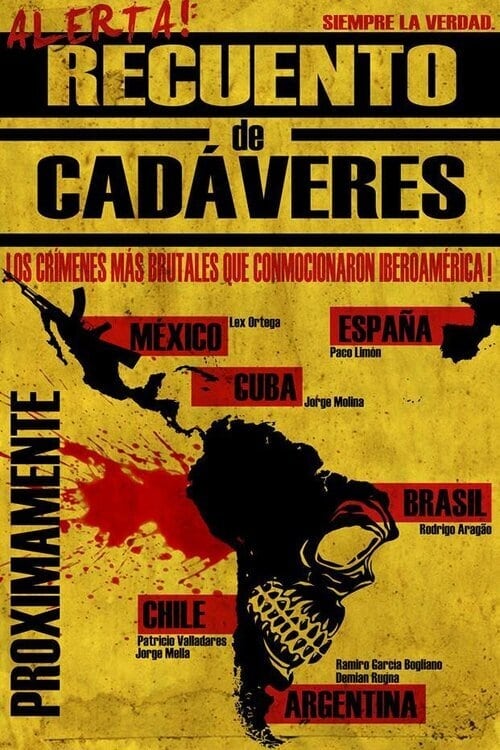 ALERTA!
SIEMPRE LA VERDAD.
RECUENTO
de
CADÁVERES
LOS CRÍMENES MÁS BRUTALES QUE CONMOCIONARON IBEROAMÉRICA !
MÉXICO
Lex Ortega
ESPAÑA
Paco Limón
CUBA
Jorge Molina
PROXIMAMENTE
BRASIL
Rodrigo Aragão
CHILE
Patricio Valladares
Jorge Mella
Ramiro García Bogliano
Demian Rugna
ARGENTINA